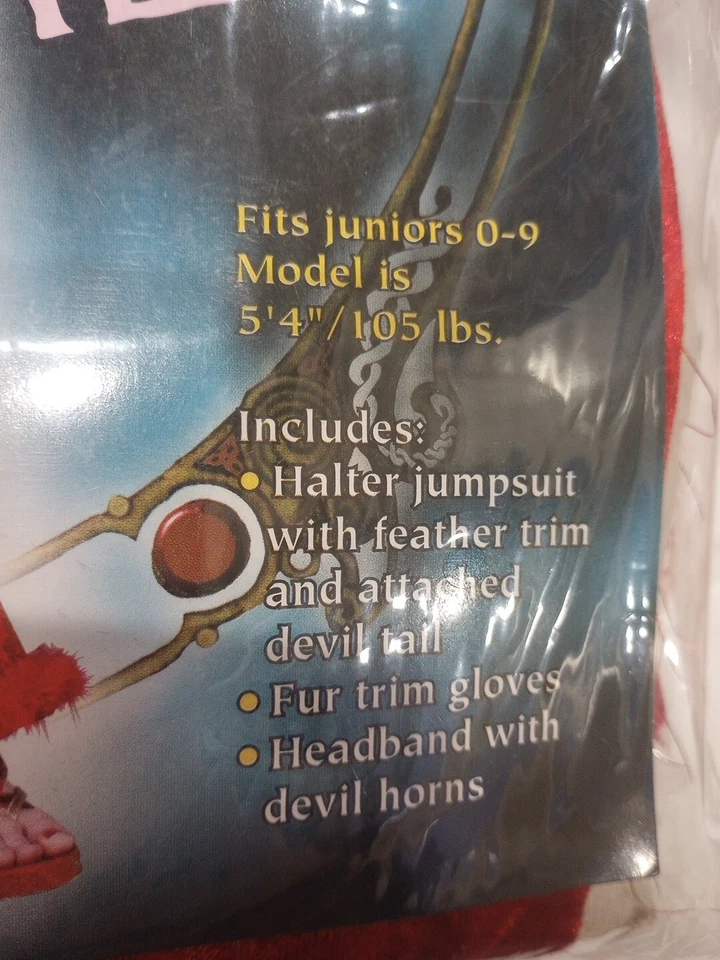 Fits juniors 0-9
Model is
5'4"/105 lbs.
Includes:
• Halter jumpsuit
with feather trim
and attached
devil tail
• Fur trim gloves
• Headband with
devil horns